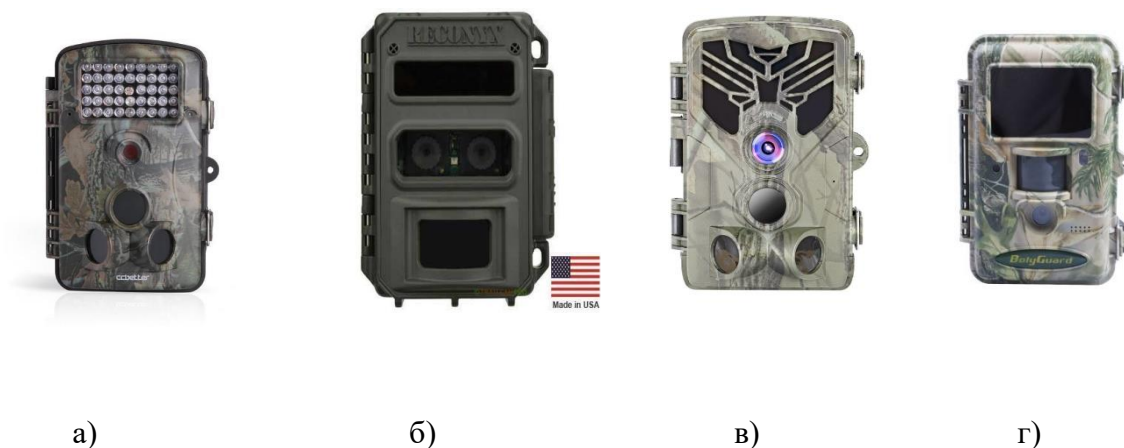 RECONYX
ccbetter
BolyGuard
Made in USA
а) б) в) г)